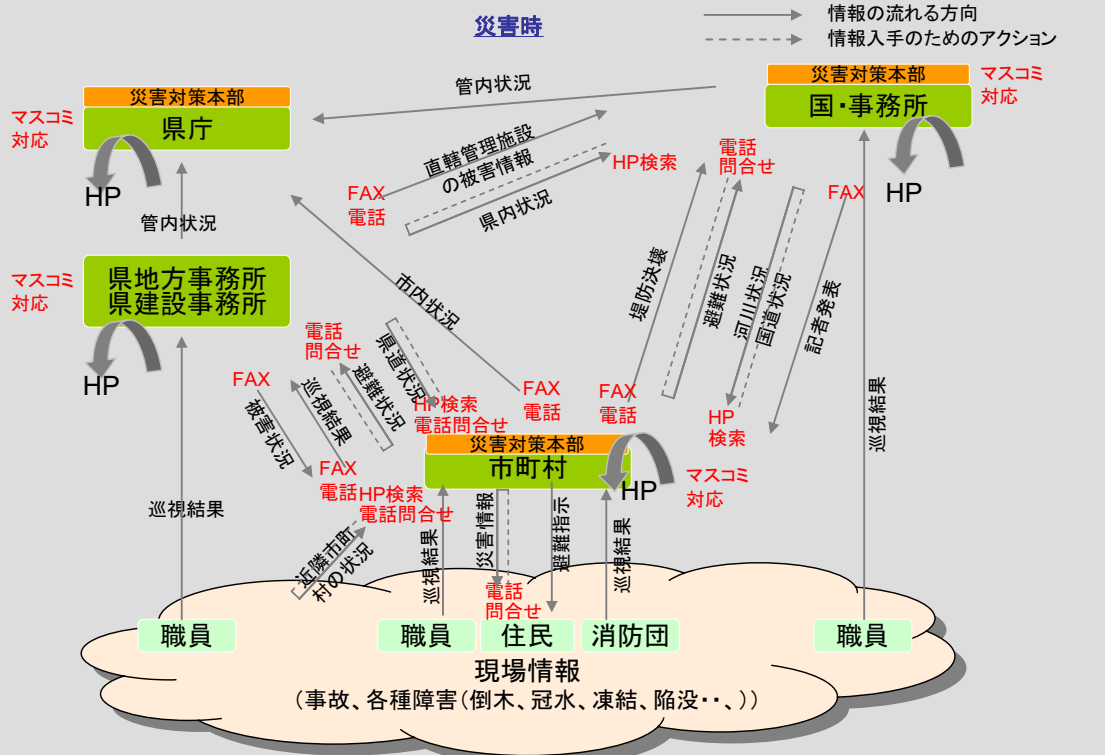 災害時
情報の流れる方向
情報入手のためのアクション
災害対策本部
県庁
マスコミ
対応
HP
管内状況
災害対策本部
国・事務所
マスコミ
対応
HP
直轄管理施設
の被害情報
FAX
電話
県内状況
HP検索
電話
問合せ
FAX
管内状況
県地方事務所
県建設事務所
マスコミ
対応
HP
市内状況
堤防決壊
避難状況
河川状況
国道状況
記者発表
巡視結果
電話
問合せ
県道状況
避難状況
巡視結果
FAX
被害状況
HP検索
電話問合せ
FAX
電話
FAX
電話
HP
検索
災害対策本部
市町村
HP
マスコミ
対応
FAX
電話
HP検索
電話問合せ
近隣市町
村の状況
巡視結果
巡視結果
災害情報
避難指示
巡視結果
電話
問合せ
職員
職員
住民
消防団
職員
現場情報
（事故、各種障害（倒木、冠水、凍結、陥没・・、））